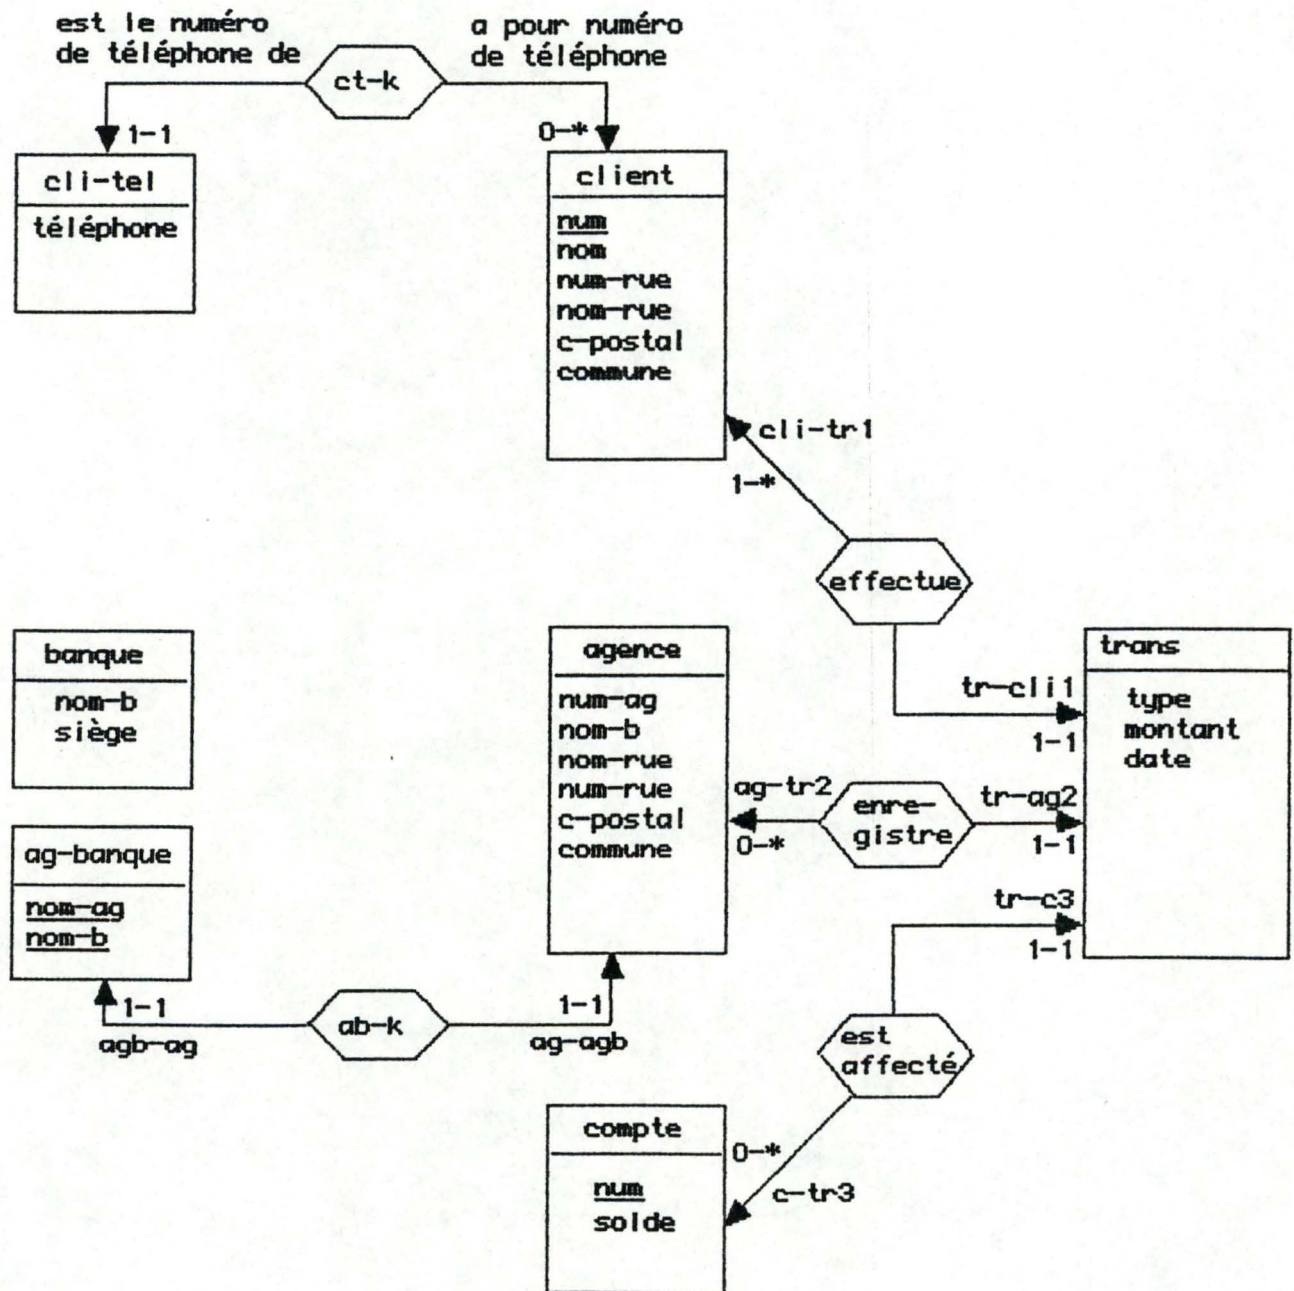 est le numéro
de téléphone de
a pour numéro
de téléphone
ct-k
1-1
0-*
cli-tel
téléphone
client
num
nom
num-rue
nom-rue
c-postal
commune
cli-tr1
1-*
effectue
banque
nom-b
siège
agence
num-ag
nom-b
nom-rue
num-rue
c-postal
commune
trans
type
montant
date
tr-cli1
1-1
ag-tr2
0-*
enre-
gistre
tr-ag2
1-1
tr-c3
1-1
ag-banque
nom-ag
nom-b
1-1
agb-ag
ab-k
1-1
ag-agb
est
affecté
compte
num
solde
0-*
c-tr3